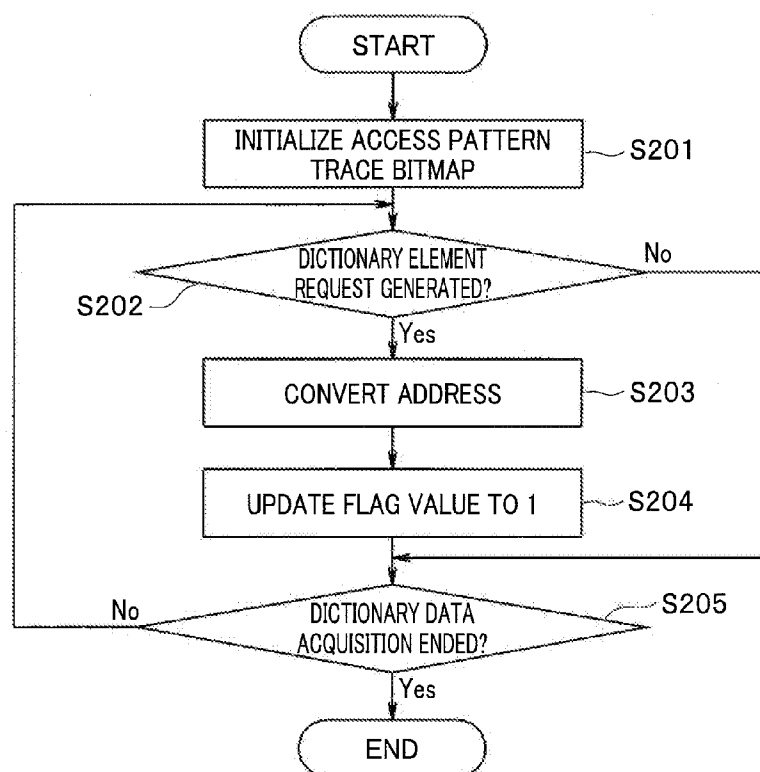 START
INITIALIZE ACCESS PATTERN
TRACE BITMAP
S201
DICTIONARY ELEMENT
REQUEST GENERATED?
No
S202
Yes
CONVERT ADDRESS
S203
UPDATE FLAG VALUE TO 1
S204
No
DICTIONARY DATA
ACQUISITION ENDED?
S205
Yes
END